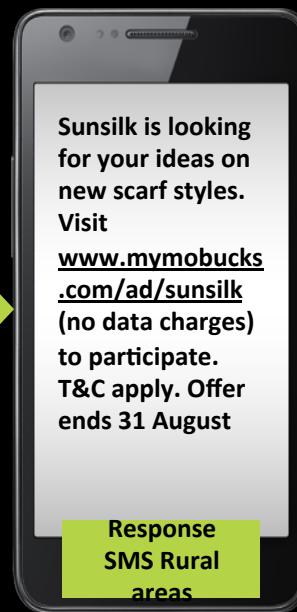 Sunsilk is looking
for your ideas on
new scarf styles.
Visit
www.mymobucks
.com/ad/sunsilk
(no data charges)
to participate.
T&C apply. Offer
ends 31 August
Response
SMS Rural
areas